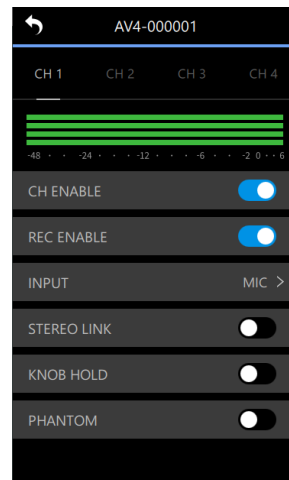 AV4-000001
CH 1 CH 2 CH 3 CH 4
-48 · · -24 · · · -12 · · · -6 · · -2 0 · · 6
CH ENABLE
REC ENABLE
INPUT MIC >
STEREO LINK
KNOB HOLD
PHANTOM